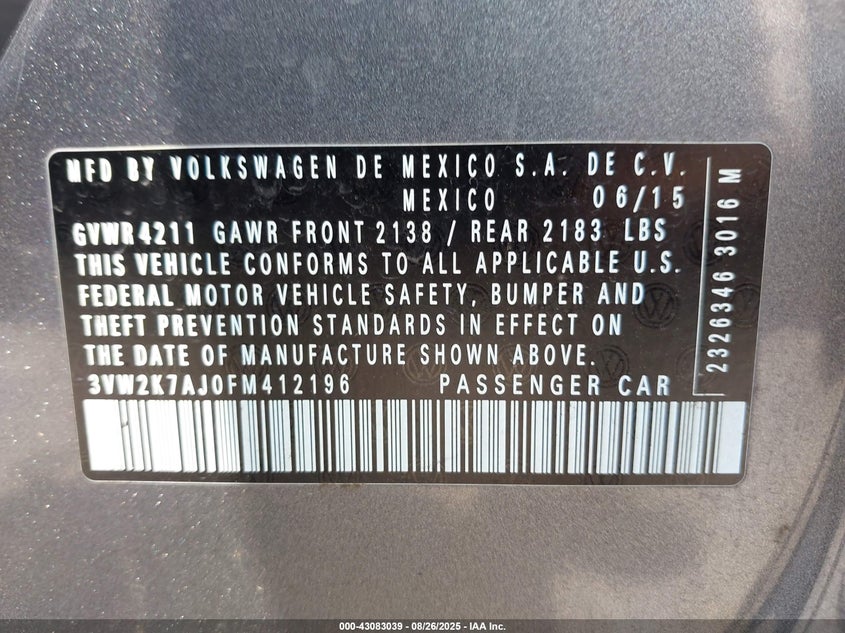 MFD BY VOLKSWAGEN DE MEXICO S.A. DE C.V.
MEXICO 06/15
GVWR4211 GAWR FRONT 2138 / REAR 2183 LBS
THIS VEHICLE CONFORMS TO ALL APPLICABLE U.S.
FEDERAL MOTOR VEHICLE SAFETY, BUMPER AND
THEFT PREVENTION STANDARDS IN EFFECT ON
THE DATE OF MANUFACTURE SHOWN ABOVE.
3VW2K7AJ0FM412196 PASSENGER CAR
2326346 3016 M
000-43083039 - 08/26/2025 - IAA Inc.